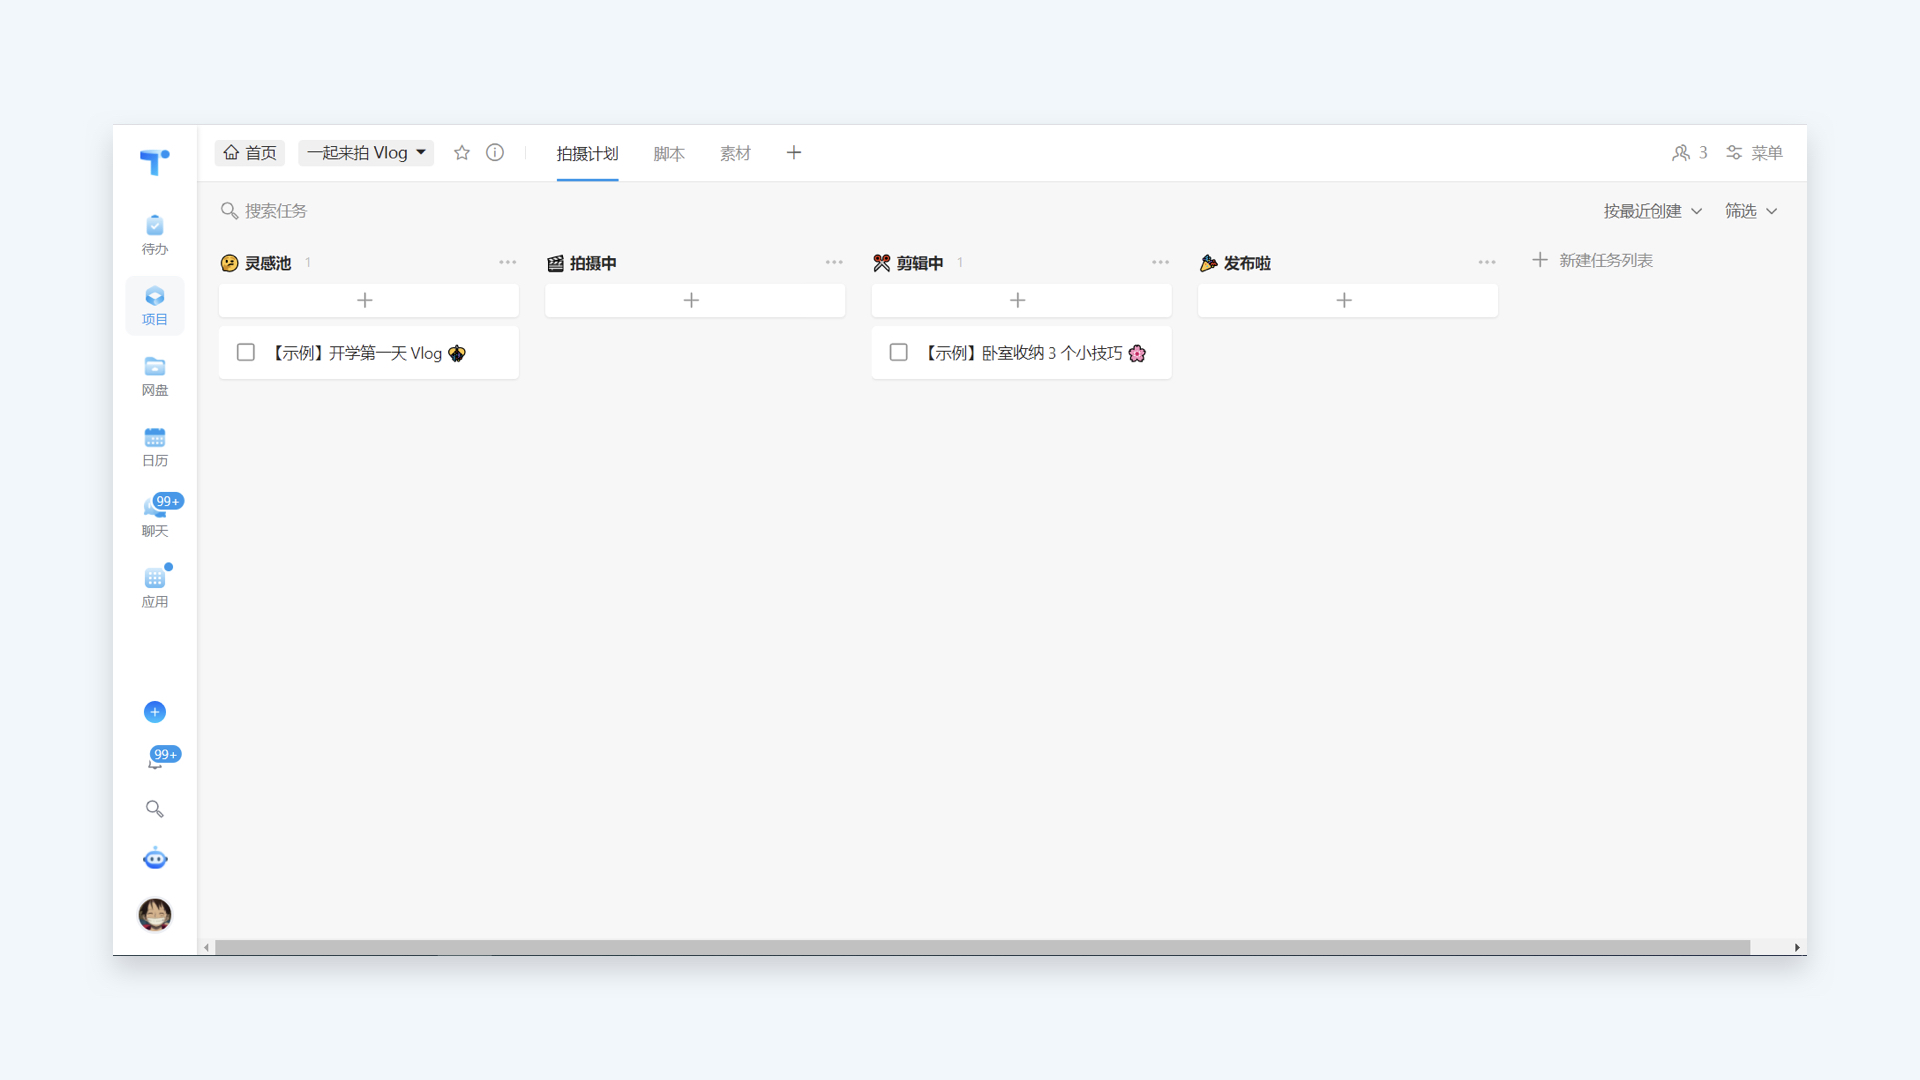 首页 一起来拍 Vlog 拍摄计划 脚本 素材 3 菜单
待办
项目
网盘
日历
99+
聊天
应用
99+
搜索任务 按最近创建 筛选
灵感池 1 拍摄中 剪辑中 1 发布啦 新建任务列表
【示例】开学第一天 Vlog 【示例】卧室收纳 3 个小技巧